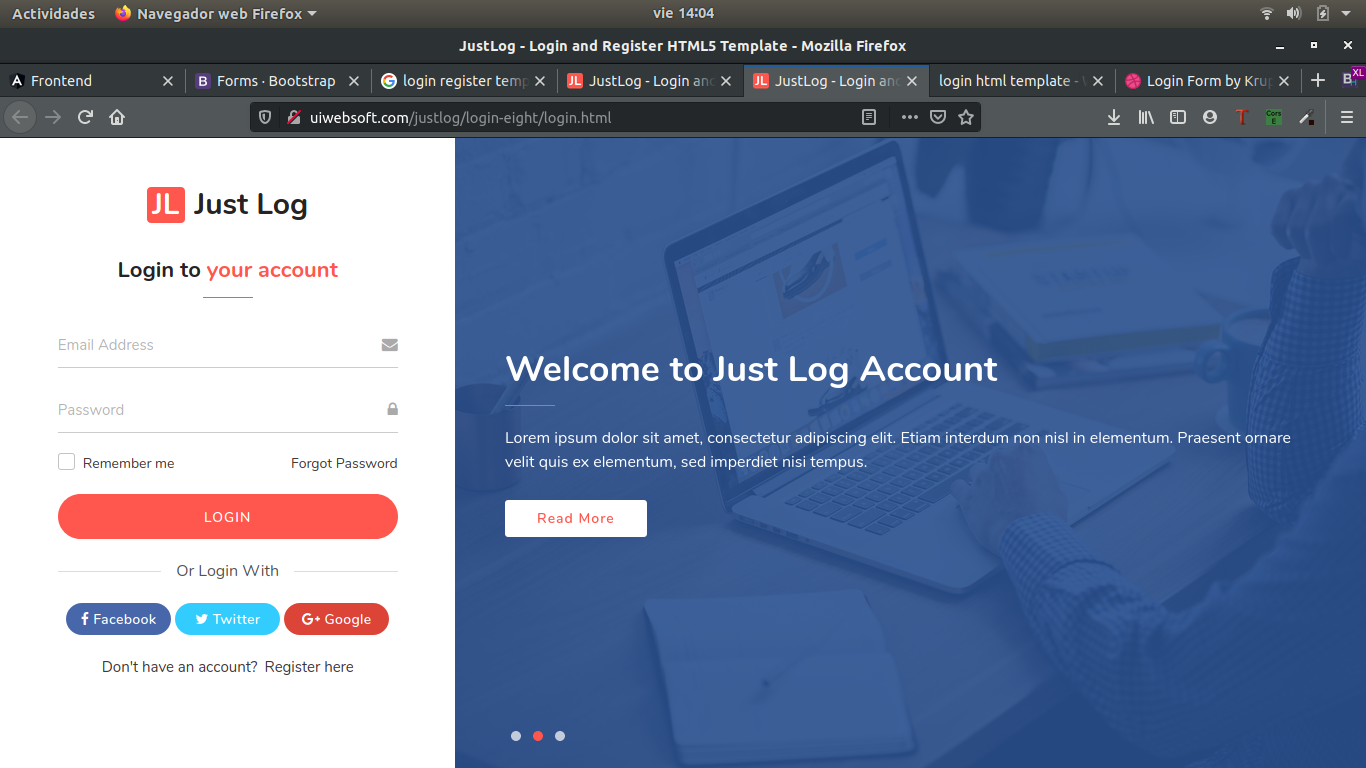 Actividades Navegador web Firefox vie 14:04
JustLog - Login and Register HTML5 Template - Mozilla Firefox
Frontend Forms · Bootstrap login register temp JustLog - Login and JustLog - Login and login html template - Login Form by Krup XL
uiwebsoft.com/justlog/login-eight/login.html
JL Just Log
Login to your account
Email Address
Password
Remember me Forgot Password
LOGIN
Or Login With
Facebook Twitter Google
Don't have an account? Register here
Welcome to Just Log Account
Lorem ipsum dolor sit amet, consectetur adipiscing elit. Etiam interdum non nisl in elementum. Praesent ornare
velit quis ex elementum, sed imperdiet nisi tempus.
Read More